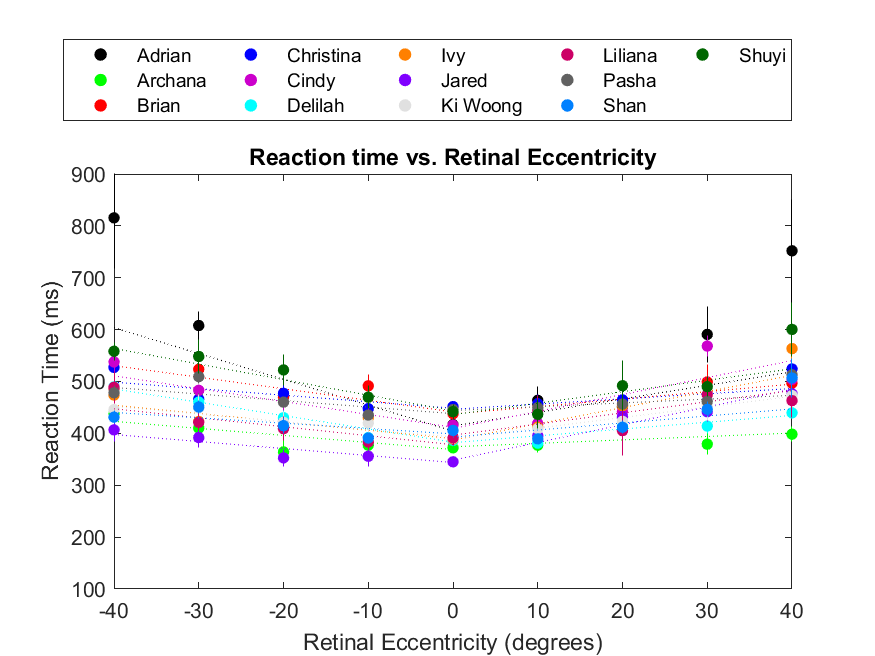 Adrian Christina Ivy Liliana Shuyi
Archana Cindy Jared Pasha
Brian Delilah Ki Woong Shan
Reaction time vs. Retinal Eccentricity
900
800
700
600
500
400
300
200
100
Reaction Time (ms)
-40 -30 -20 -10 0 10 20 30 40
Retinal Eccentricity (degrees)